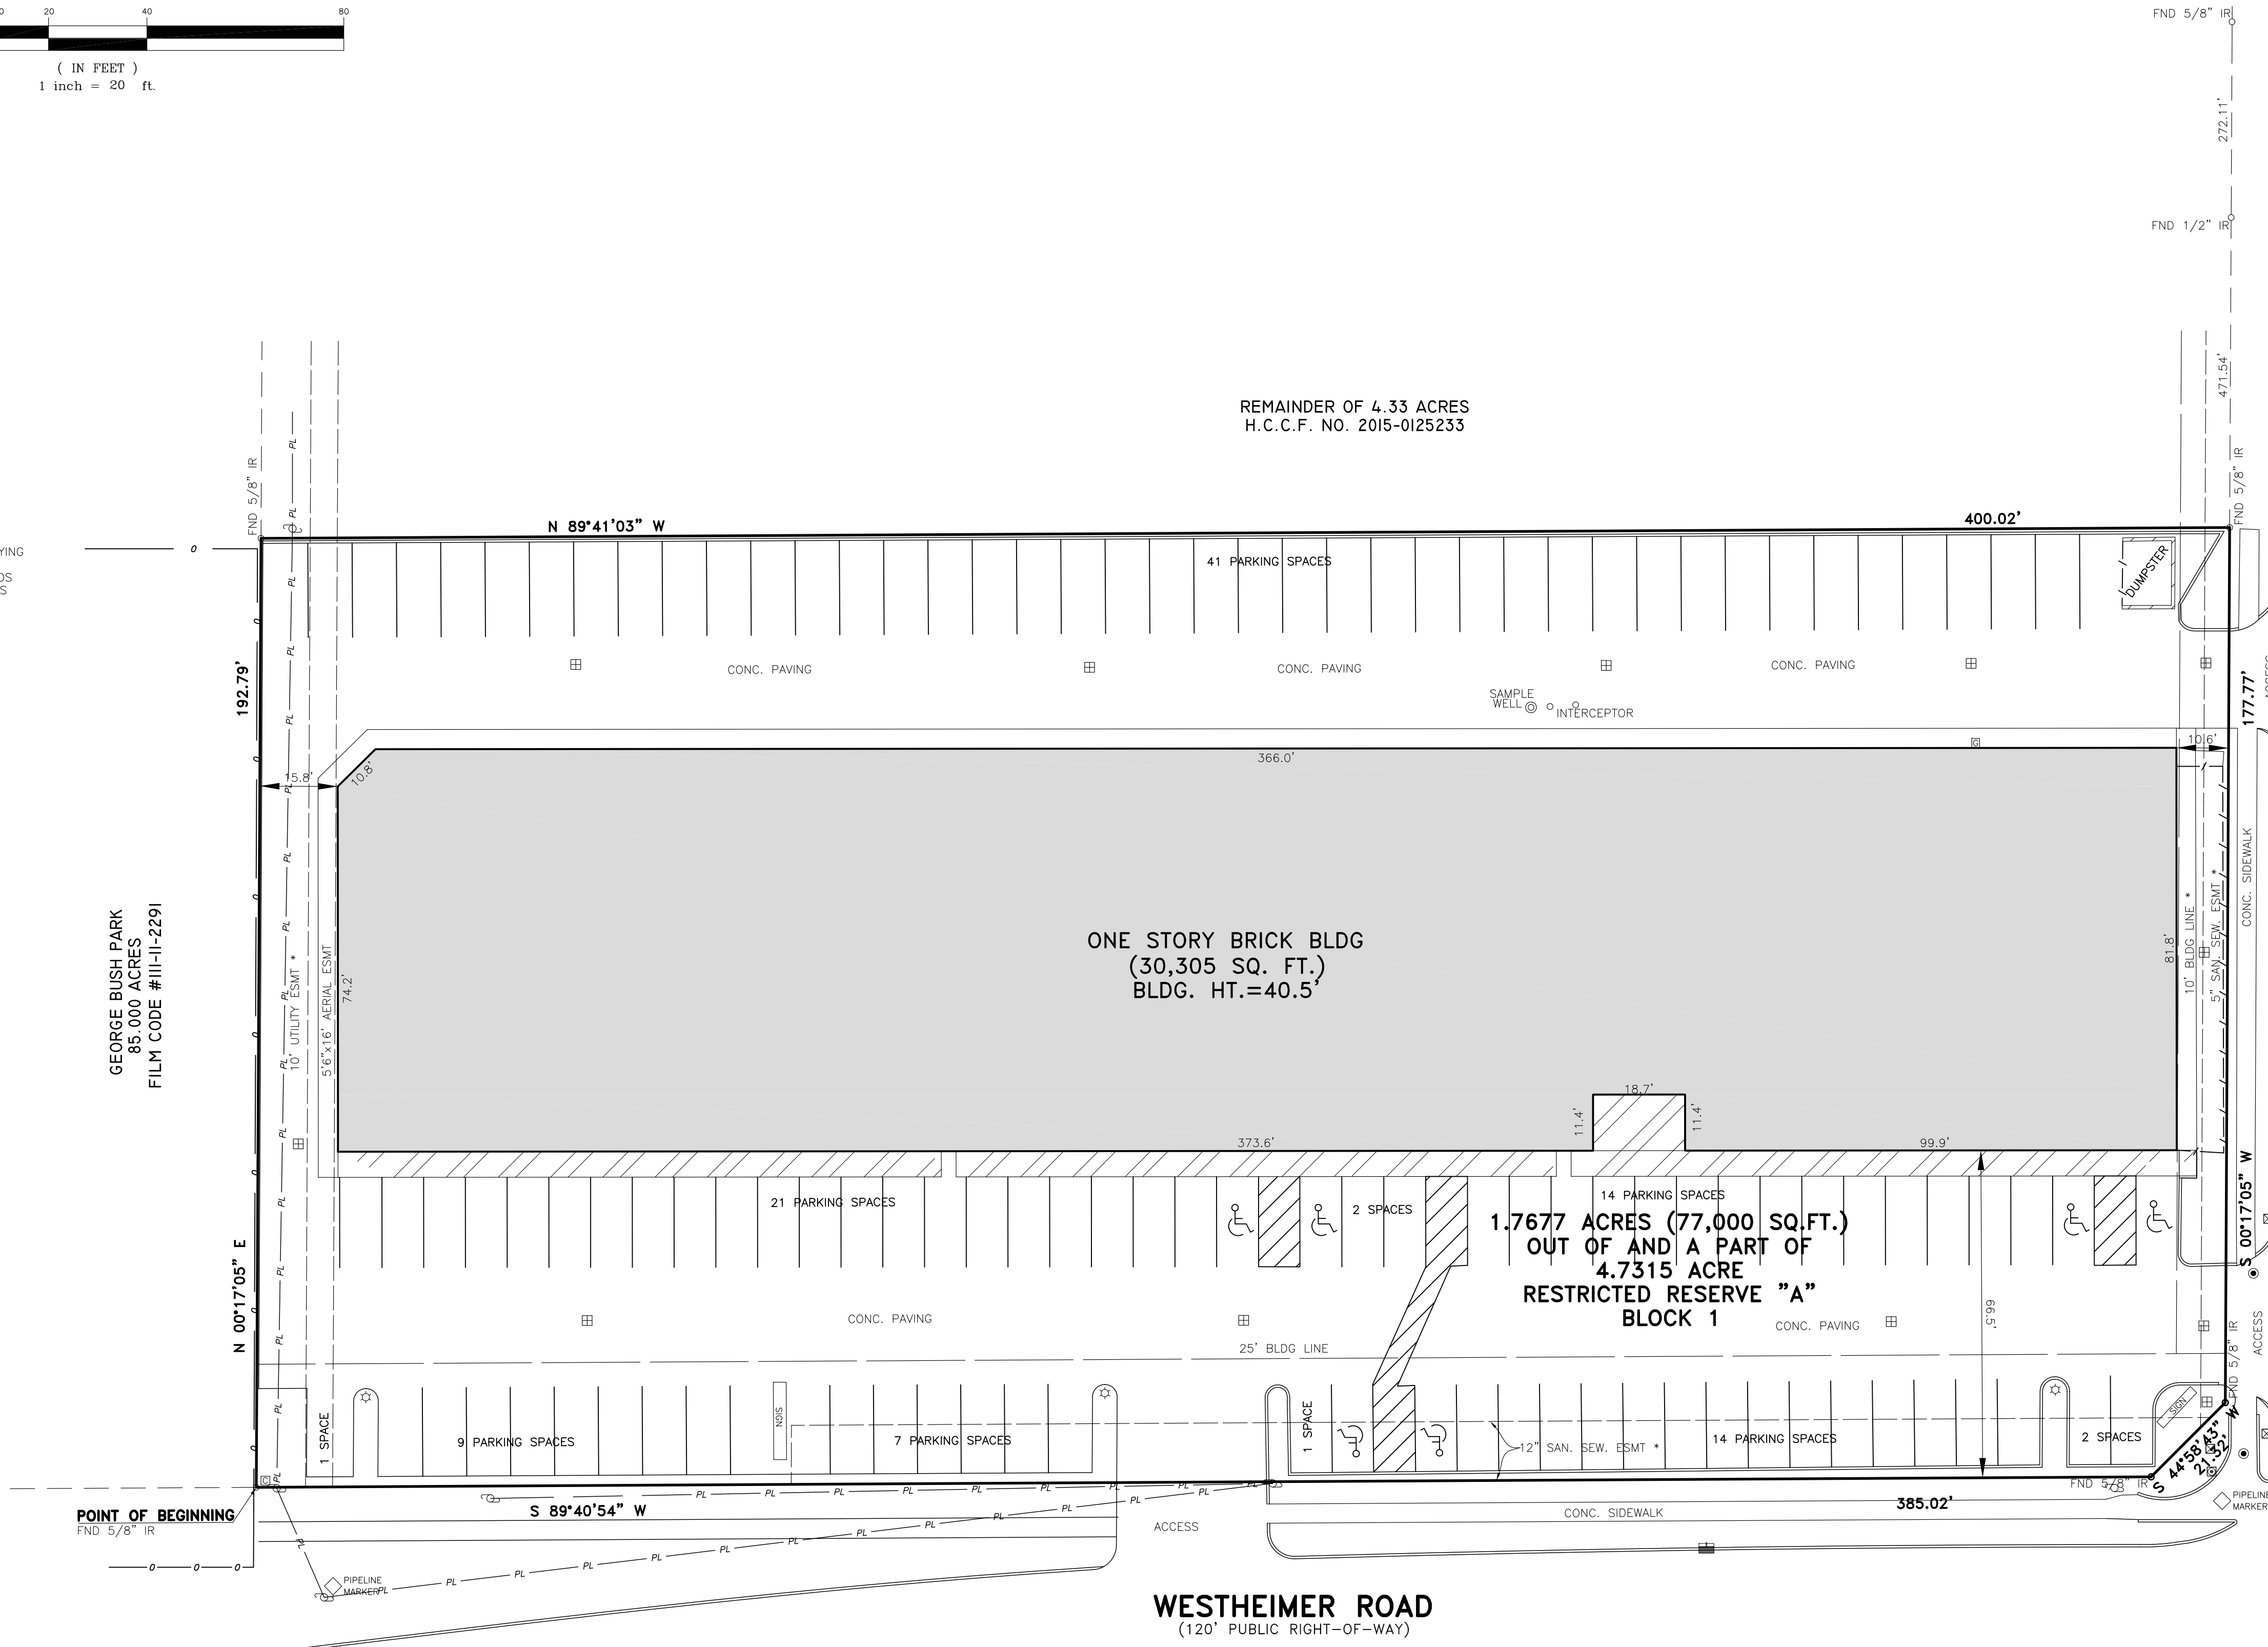 20
40
80
( IN FEET )
1 inch = 20 ft.
FND 5/8" IR
272.11'
FND 1/2" IR
471.54'
REMAINDER OF 4.33 ACRES
H.C.C.F. NO. 2015-0125233
FND 5/8" IR
FND 5/8" IR
N 89°41'03" W
400.02'
41 PARKING SPACES
DUMPSTER
192.79'
CONC. PAVING
CONC. PAVING
CONC. PAVING
SAMPLE
WELL
INTERCEPTOR
177.77'
G
10.6'
15.8'
10.8'
366.0'
CONC. SIDEWALK
GEORGE BUSH PARK
85.000 ACRES
FILM CODE #111-11-2291
10' UTILITY ESMT *
5'6"x16' AERIAL ESMT
74.2'
ONE STORY BRICK BLDG
(30,305 SQ. FT.)
BLDG. HT.=40.5'
81.8'
10' BLDG LINE *
5" SAN. SEW. ESMT *
18.7'
11.4'
11.4'
373.6'
99.9'
21 PARKING SPACES
2 SPACES
14 PARKING SPACES
1.7677 ACRES (77,000 SQ.FT.)
OUT OF AND A PART OF
4.7315 ACRE
RESTRICTED RESERVE "A"
BLOCK 1
S 00°17'05" W
N 00°17'05" E
CONC. PAVING
CONC. PAVING
66.5'
ACCESS
25' BLDG LINE
FND 5/8" IR
1 SPACE
9 PARKING SPACES
SIGN
7 PARKING SPACES
1 SPACE
12" SAN. SEW. ESMT *
14 PARKING SPACES
2 SPACES
SIGN
S 44°58'43" W
21.32'
C
POINT OF BEGINNING
FND 5/8" IR
S 89°40'54" W
FND 5/8" IR
385.02'
PIPELINE
MARKER
ACCESS
CONC. SIDEWALK
PIPELINE
MARKER
WESTHEIMER ROAD
(120' PUBLIC RIGHT-OF-WAY)